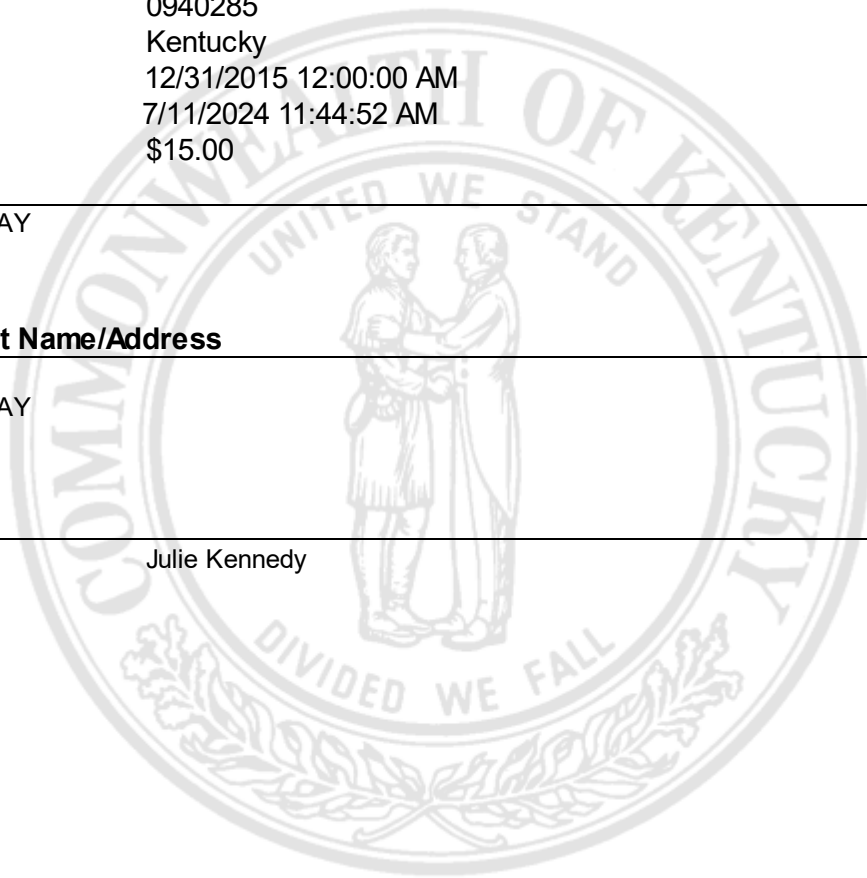 0940285
Kentucky
12/31/2015 12:00:00 AM
7/11/2024 11:44:52 AM
$15.00
AY
t Name/Address
AY
Julie Kennedy
COMMONWEALTH OF KENTUCKY
UNITED WE STAND
DIVIDED WE FALL